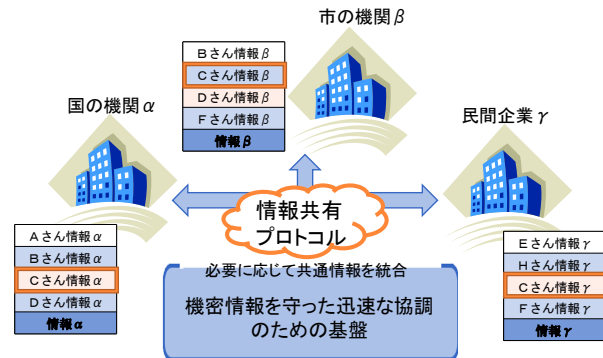 市の機関β
Bさん情報β
Cさん情報β
Dさん情報β
Fさん情報β
情報β
国の機関α
Aさん情報α
Bさん情報α
Cさん情報α
Dさん情報α
情報α
民間企業γ
Eさん情報γ
Hさん情報γ
Cさん情報γ
Fさん情報γ
情報γ
情報共有
プロトコル
必要に応じて共通情報を統合
機密情報を守った迅速な協調
のための基盤